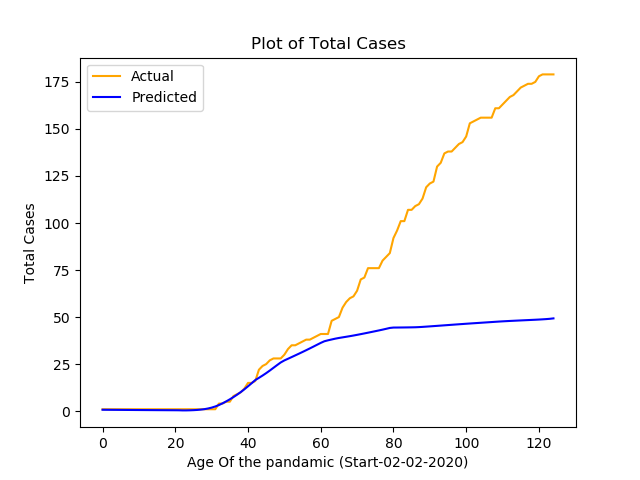 Plot of Total Cases
Actual
Predicted
175
150
125
100
75
50
25
0
Total Cases
0 20 40 60 80 100 120
Age Of the pandamic (Start-02-02-2020)